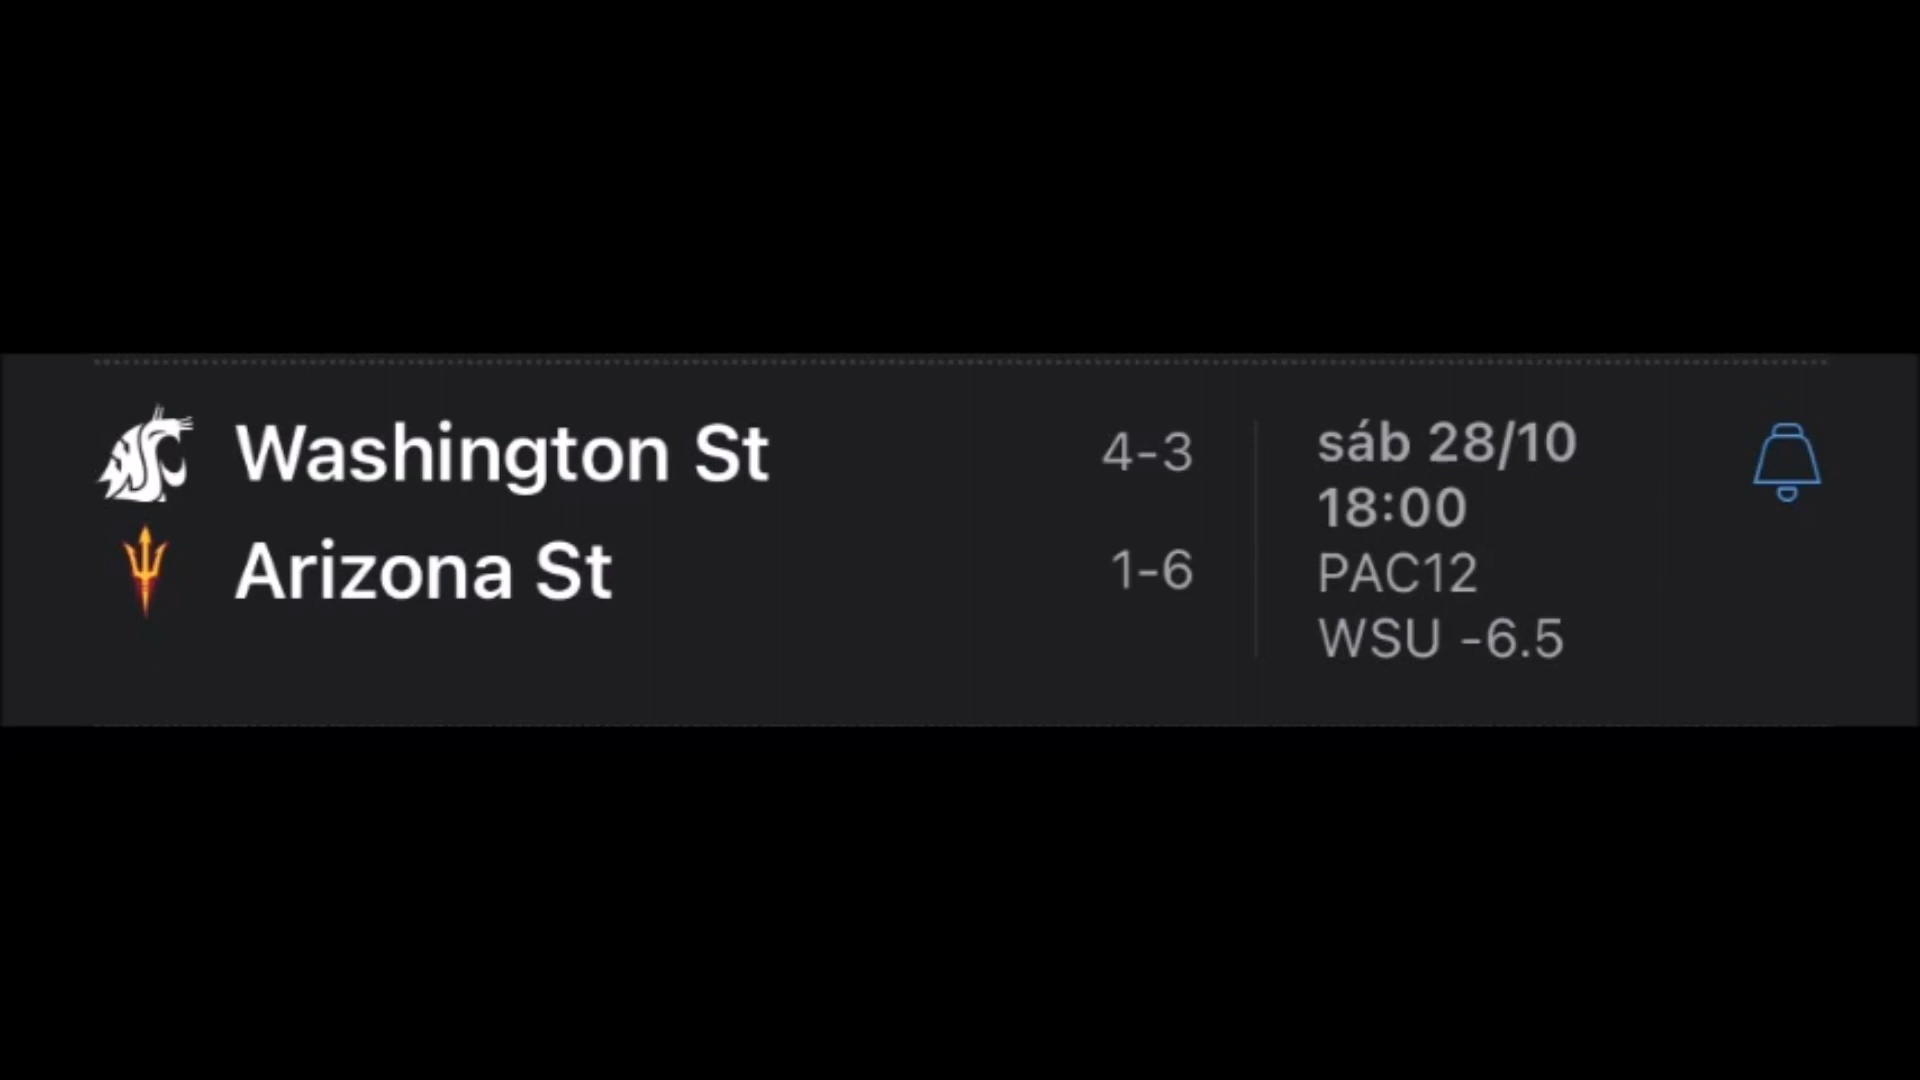 Washington St 4-3
Arizona St 1-6
sáb 28/10
18:00
PAC12
WSU -6.5